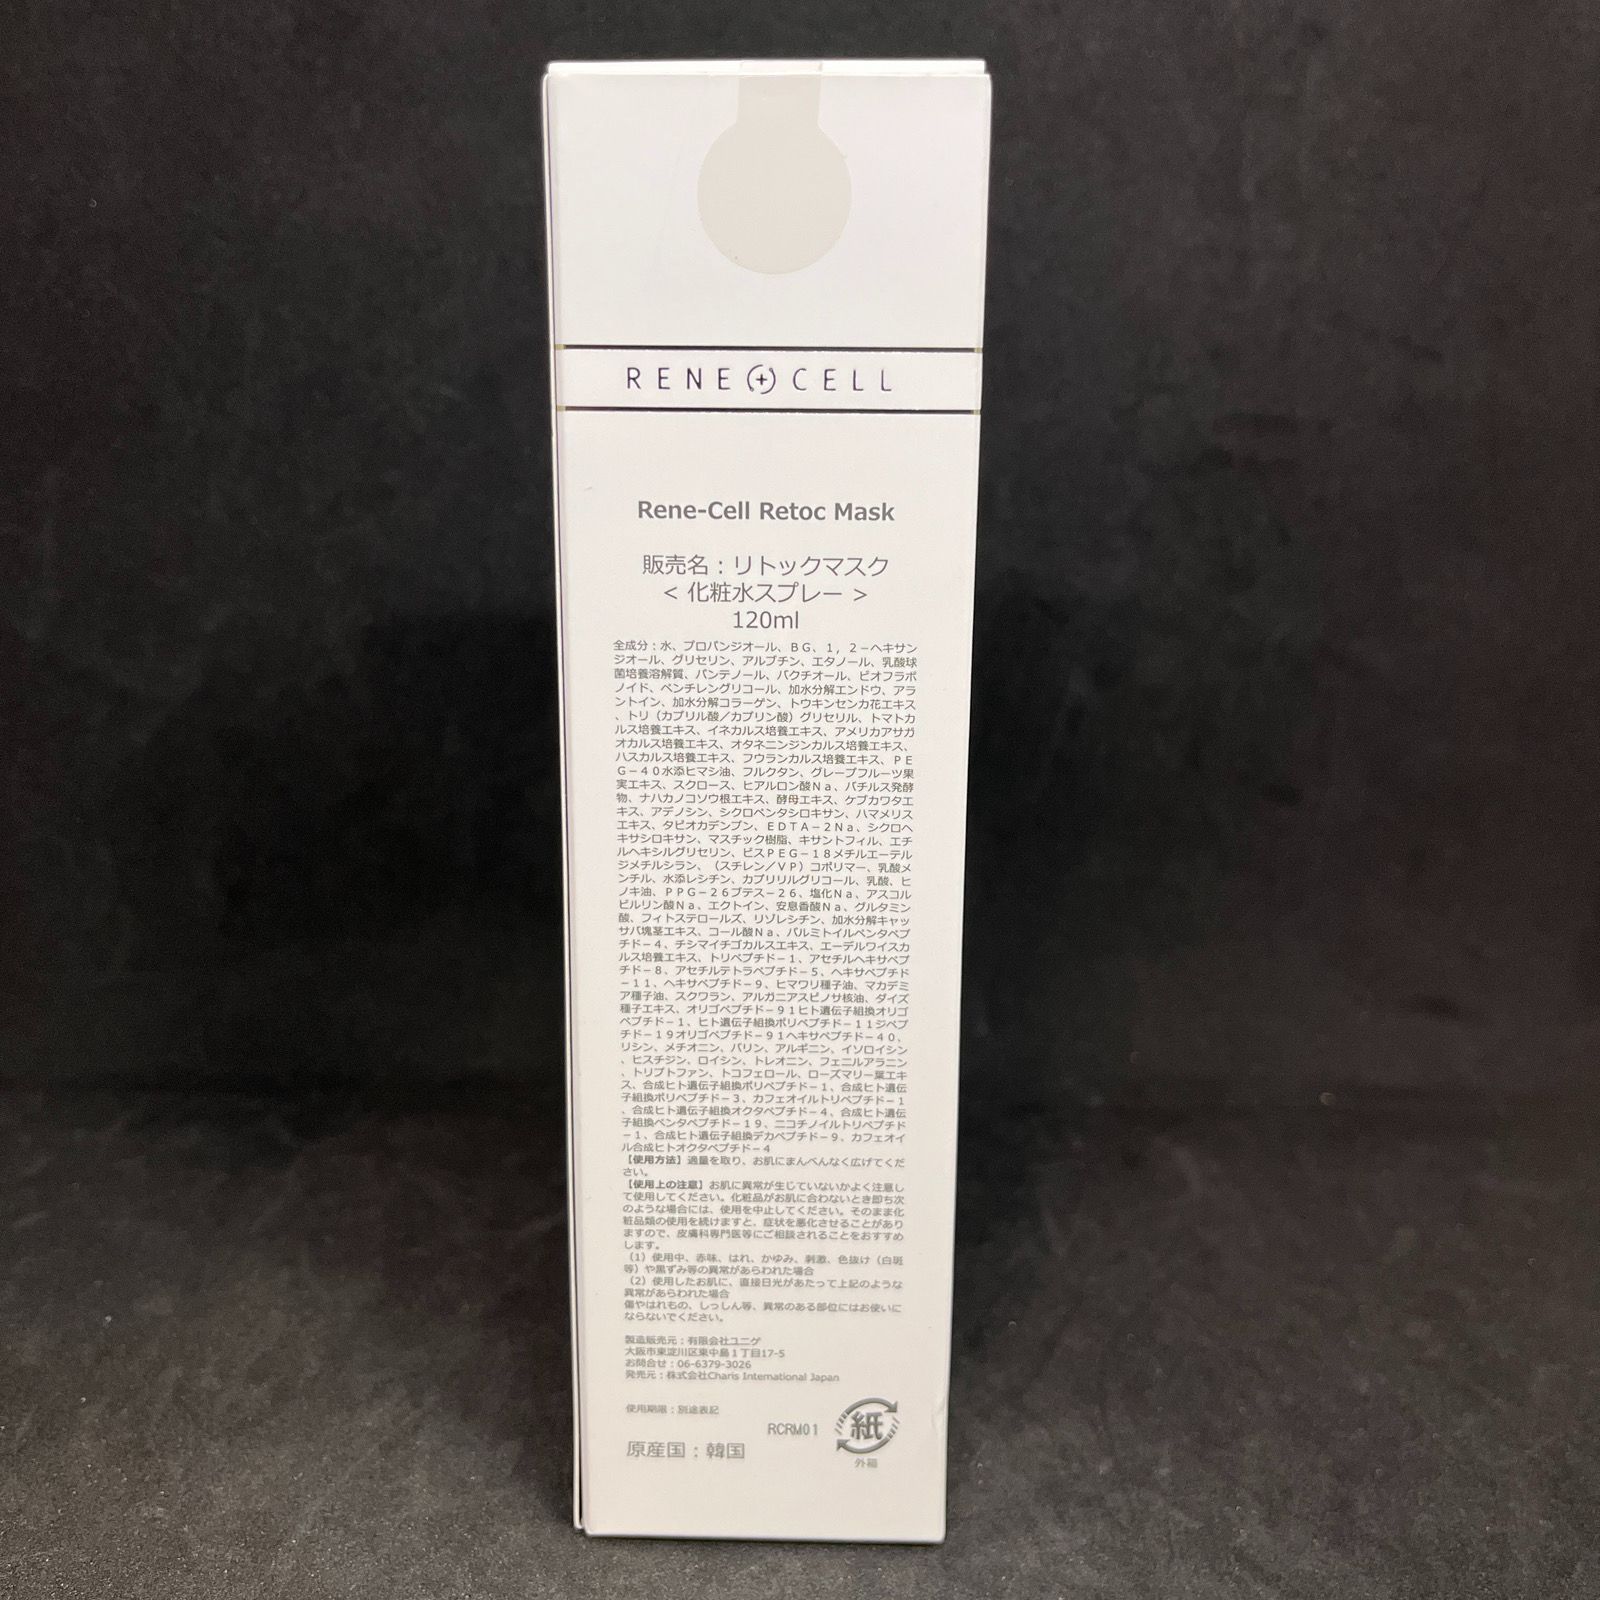 RENE CELL
Rene-Cell Retoc Mask
販売名：リトックマスク
< 化粧水スプレー >
120ml
全成分：水、プロパンジオール、ＢＧ、１，２－ヘキサン
ジオール、グリセリン、アルブチン、エタノール、乳酸球
菌培養溶解質、パンテノール、バクチオール、ビオフラボ
ノイド、ペンチレングリコール、加水分解エンドウ、アラ
ントイン、加水分解コラーゲン、トウキンセンカ花エキス
、トリ（カプリル酸／カプリン酸）グリセリル、トマトカ
ルス培養エキス、イネカルス培養エキス、アメリカアサガ
オカルス培養エキス、オタネニンジンカルス培養エキス、
ハスカルス培養エキス、フウランカルス培養エキス、ＰＥ
Ｇ－４０水添ヒマシ油、フルクタン、グレープフルーツ果
実エキス、スクロース、ヒアルロン酸Ｎａ、バチルス発酵
物、ナハカノコソウ根エキス、酵母エキス、ケブカワタエ
キス、アデノシン、シクロペンタシロキサン、ハマメリス
エキス、タピオカデンプン、ＥＤＴＡ－２Ｎａ、シクロヘ
キサシロキサン、マスチック樹脂、キサントフィル、エチ
ルヘキシルグリセリン、ビスＰＥＧ－１８メチルエーテル
ジメチルシラン、（スチレン／ＶＰ）コポリマー、乳酸メ
ンチル、水添レシチン、カプリリルグリコール、乳酸、ヒ
ノキ油、ＰＰＧ－２６ブテス－２６、塩化Ｎａ、アスコル
ビルリン酸Ｎａ、エクトイン、安息香酸Ｎａ、グルタミン
酸、フィトステロールズ、リゾレシチン、加水分解キャッ
サバ塊茎エキス、コール酸Ｎａ、パルミトイルペンタペプ
チド－４、チシマイチゴカルスエキス、エーデルワイスカ
ルス培養エキス、トリペプチド－１、アセチルヘキサペプ
チド－８、アセチルテトラペプチド－５、ヘキサペプチド
－１１、ヘキサペプチド－９、ヒマワリ種子油、マカデミ
ア種子油、スクワラン、アルガニアスピノサ核油、ダイズ
種子エキス、オリゴペプチド－９１ヒト遺伝子組換オリゴ
ペプチド－１、ヒト遺伝子組換ポリペプチド－１１ジペプ
チド－１９オリゴペプチド－９１ヘキサペプチド－４０、
リシン、メチオニン、バリン、アルギニン、イソロイシン
、ヒスチジン、ロイシン、トレオニン、フェニルアラニン
、トリプトファン、トコフェロール、ローズマリー葉エキ
ス、合成ヒト遺伝子組換ポリペプチド－１、合成ヒト遺伝
子組換ポリペプチド－３、カフェオイルトリペプチド－１
、合成ヒト遺伝子組換オクタペプチド－４、合成ヒト遺伝
子組換ペンタペプチド－１９、ニコチノイルトリペプチド
－１、合成ヒト遺伝子組換デカペプチド－９、カフェオイ
ル合成ヒトオクタペプチド－４
【使用方法】適量を取り、お肌にまんべんなく広げてくだ
さい。
【使用上の注意】お肌に異常が生じていないかよく注意し
て使用してください。化粧品がお肌に合わないとき即ち次
のような場合には、使用を中止してください。そのまま化
粧品類の使用を続けますと、症状を悪化させることがあり
ますので、皮膚科専門医等にご相談されることをおすすめ
します。
（1）使用中、赤味、はれ、かゆみ、刺激、色抜け（白斑
等）や黒ずみ等の異常があらわれた場合
（2）使用したお肌に、直接日光があたって上記のような
異常があらわれた場合
傷やはれもの、しっしん等、異常のある部位にはお使いに
ならないでください。
製造販売元：有限会社ユニゲ
大阪市東淀川区東中島１丁目17-5
お問合せ：06-6379-3026
発売元：株式会社Charis International Japan
使用期限：別途表記
RCRM01
紙
外箱
原産国：韓国